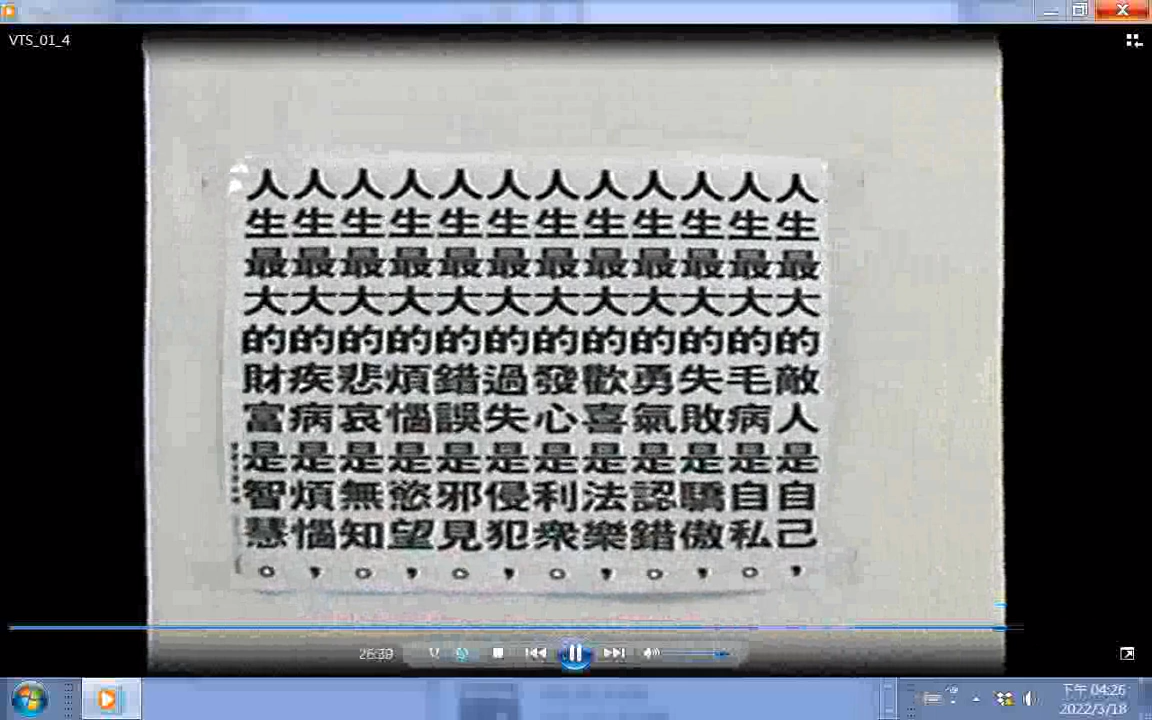 VTS_01_4
人生最大的敵人是自己，
人生最大的毛病是自私。
人生最大的失敗是驕傲，
人生最大的勇氣是認錯。
人生最大的歡喜是法樂，
人生最大的發心是利眾。
人生最大的過失是侵犯，
人生最大的錯誤是邪見。
人生最大的煩惱是慾望，
人生最大的悲哀是無知。
人生最大的疾病是煩惱，
人生最大的財富是智慧。
26:39
下午 04:26
2022/3/18